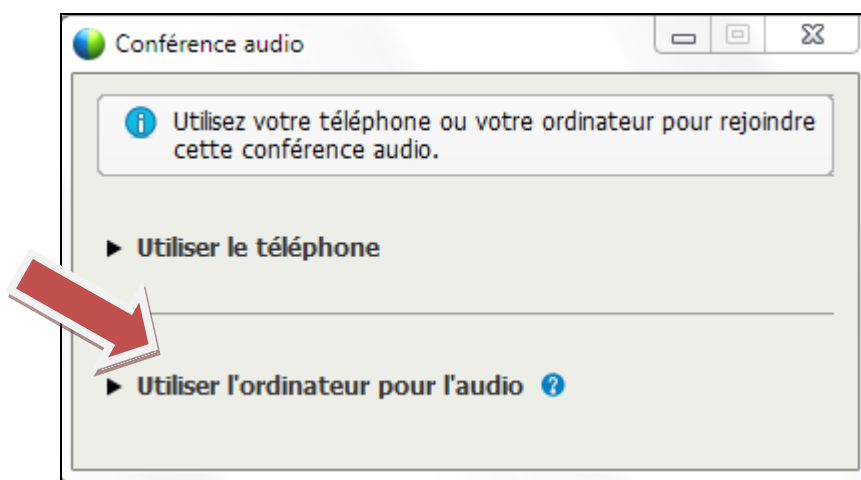 Conférence audio
Utilisez votre téléphone ou votre ordinateur pour rejoindre
cette conférence audio.
Utiliser le téléphone
Utiliser l'ordinateur pour l'audio